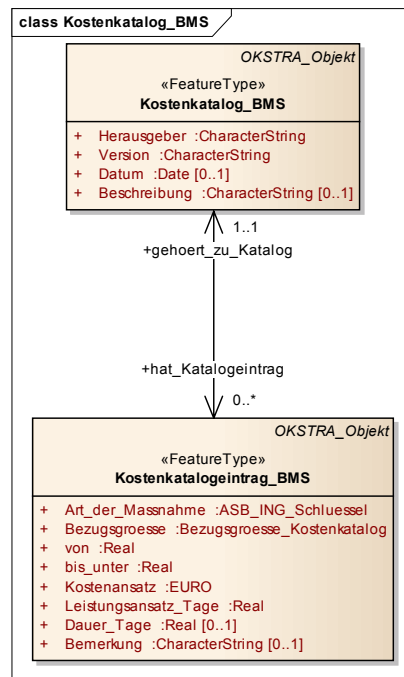 class Kostenkatalog_BMS
OKSTRA_Objekt
«FeatureType»
Kostenkatalog_BMS
+ Herausgeber :CharacterString
+ Version :CharacterString
+ Datum :Date [0..1]
+ Beschreibung :CharacterString [0..1]
1..1
+gehoert_zu_Katalog
+hat_Katalogeintrag
0..*
OKSTRA_Objekt
«FeatureType»
Kostenkatalogeintrag_BMS
+ Art_der_Massnahme :ASB_ING_Schluessel
+ Bezugsgroesse :Bezugsgroesse_Kostenkatalog
+ von :Real
+ bis_unter :Real
+ Kostenansatz :EURO
+ Leistungsansatz_Tage :Real
+ Dauer_Tage :Real [0..1]
+ Bemerkung :CharacterString [0..1]